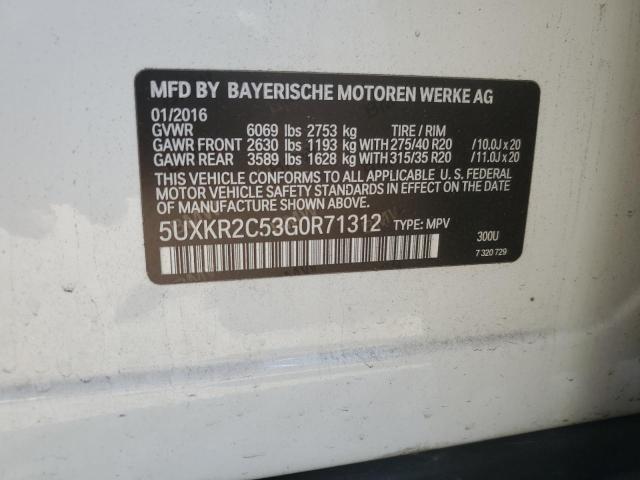 MFD BY BAYERISCHE MOTOREN WERKE AG
01/2016
GVWR 6069 lbs 2753 kg TIRE / RIM
GAWR FRONT 2630 lbs 1193 kg WITH 275/40 R20 /10.0J x 20
GAWR REAR 3589 lbs 1628 kg WITH 315/35 R20 /11.0J x 20
THIS VEHICLE CONFORMS TO ALL APPLICABLE U. S. FEDERAL
MOTOR VEHICLE SAFETY STANDARDS IN EFFECT ON THE DATE
OF MANUFACTURE SHOWN ABOVE.
5UXKR2C53G0R71312 TYPE: MPV
300U
7 320 729